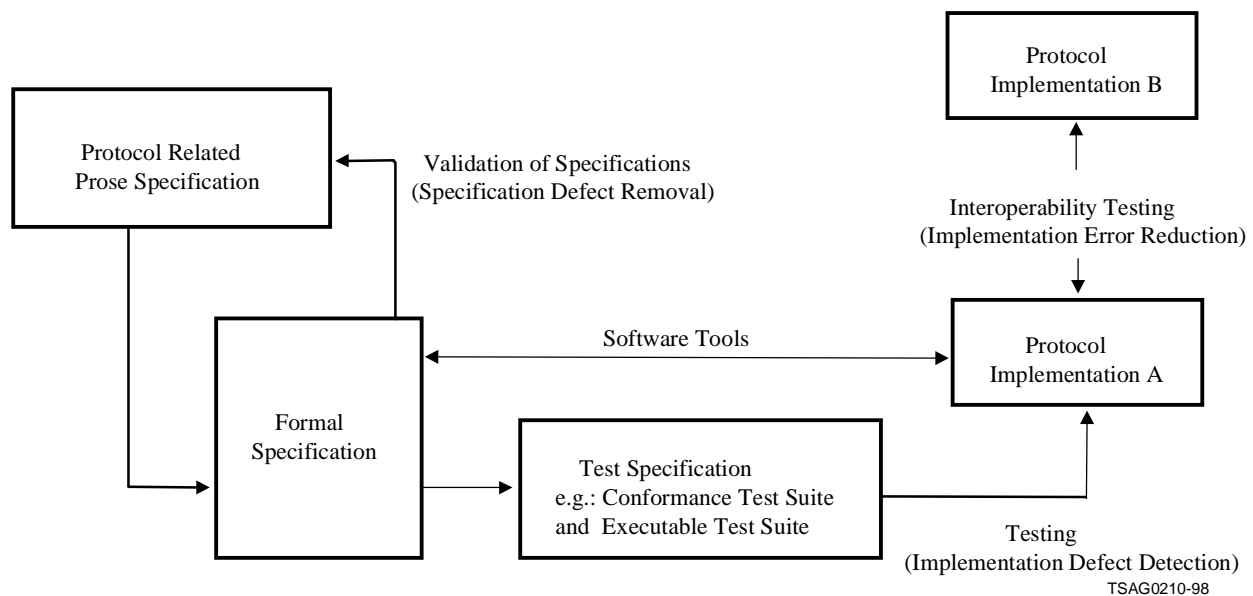 Protocol
Implementation B
Protocol Related
Prose Specification
Validation of Specifications
(Specification Defect Removal)
Interoperability Testing
(Implementation Error Reduction)
Software Tools
Protocol
Implementation A
Formal
Specification
Test Specification
e.g.: Conformance Test Suite
and Executable Test Suite
Testing
(Implementation Defect Detection)
TSAG0210-98